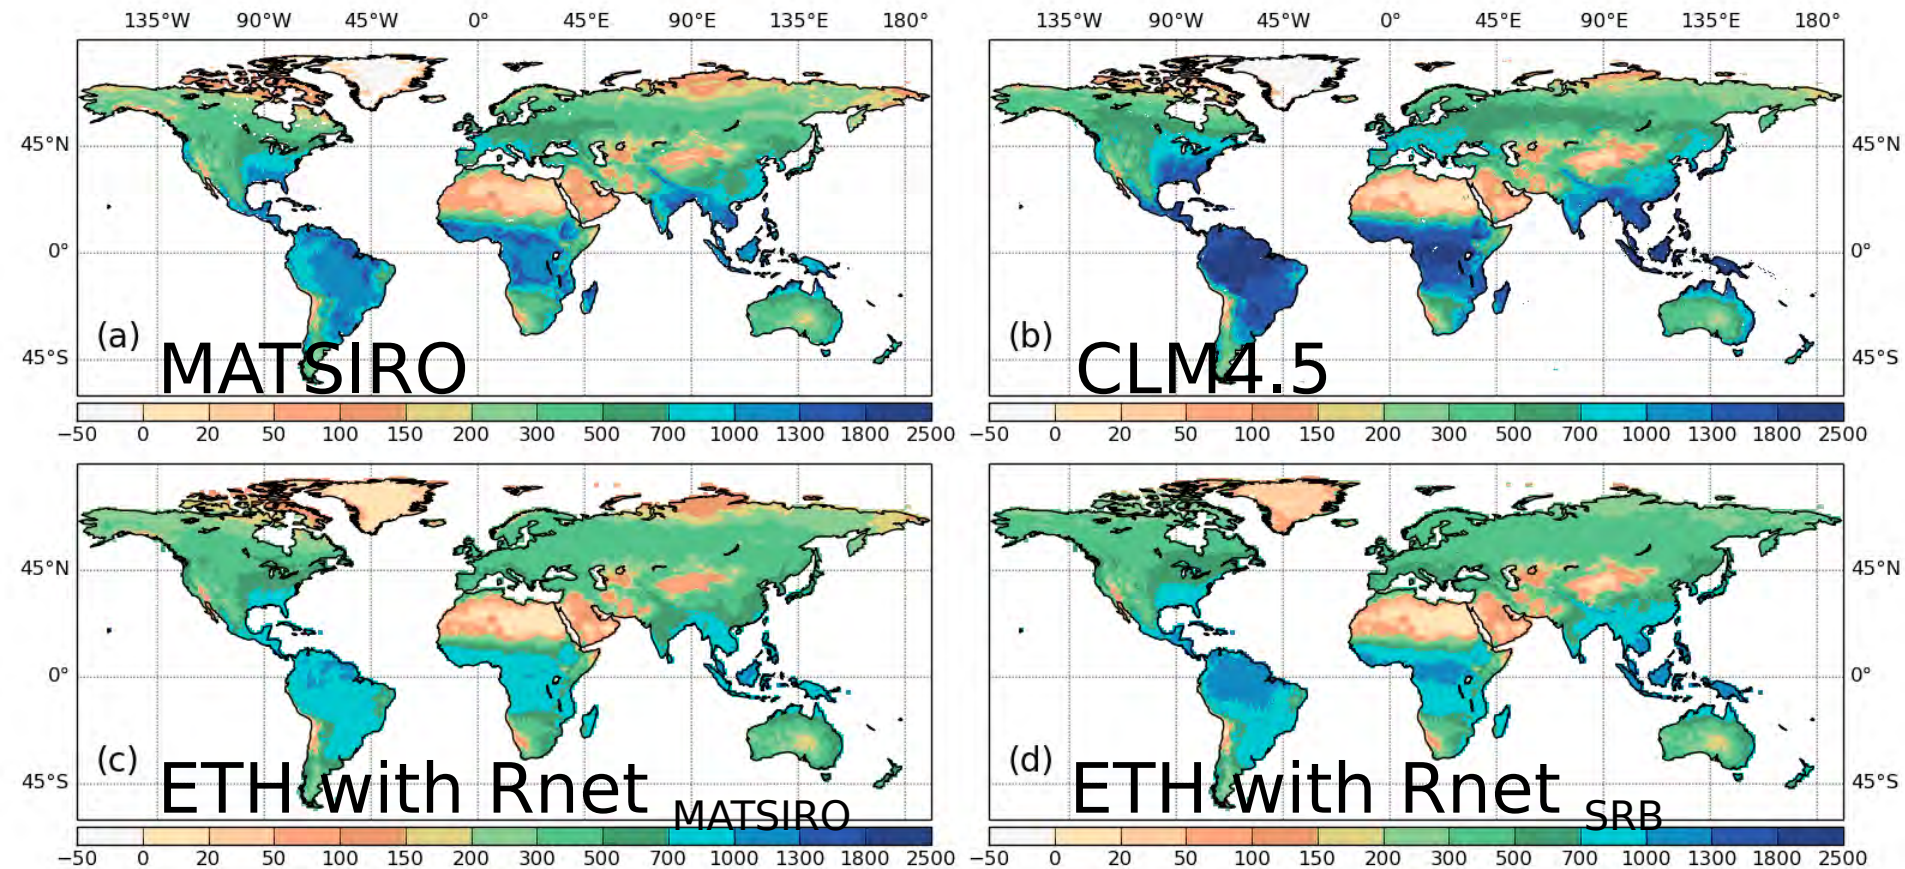 135°W 90°W 45°W 0° 45°E 90°E 135°E 180° 135°W 90°W 45°W 0° 45°E 90°E 135°E 180°
45°N 45°N
0° 0°
(a) MATSIRO (b) CLM4.5
45°S 45°S
−50 0 20 50 100 150 200 300 500 700 1000 1300 1800 2500 −50 0 20 50 100 150 200 300 500 700 1000 1300 1800 2500
45°N 45°N
0° 0°
(c) ETH with Rnet MATSIRO (d) ETH with Rnet SRB
45°S 45°S
−50 0 20 50 100 150 200 300 500 700 1000 1300 1800 2500 −50 0 20 50 100 150 200 300 500 700 1000 1300 1800 2500